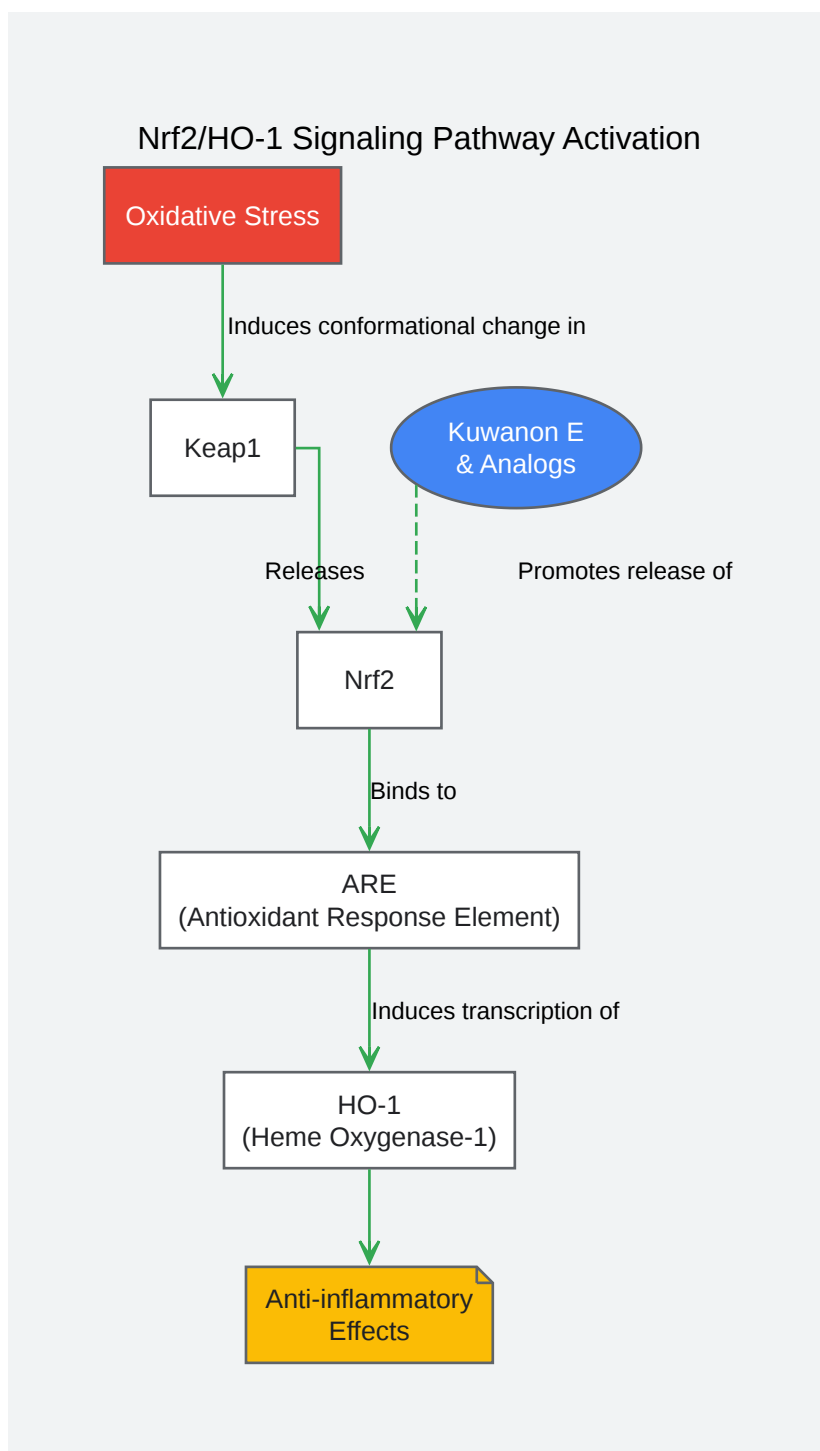 Nrf2/HO-1 Signaling Pathway Activation
Oxidative Stress
Induces conformational change in
Keap1
Kuwanon E
& Analogs
Releases
Promotes release of
Nrf2
Binds to
ARE
(Antioxidant Response Element)
Induces transcription of
HO-1
(Heme Oxygenase-1)
Anti-inflammatory
Effects